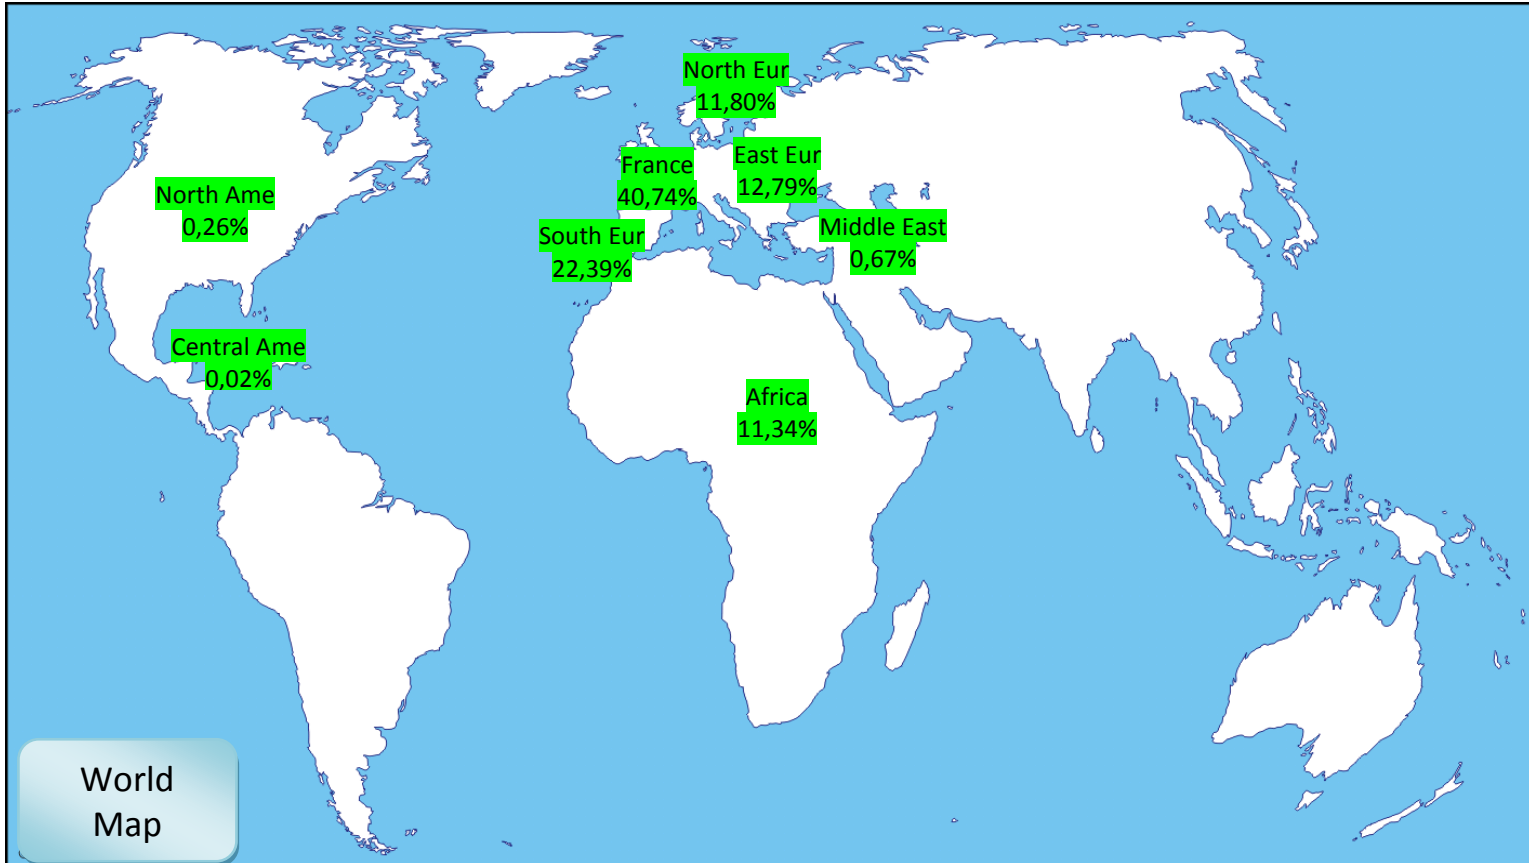 North Eur
11,80%
France
40,74%
East Eur
12,79%
North Ame
0,26%
South Eur
22,39%
Middle East
0,67%
Central Ame
0,02%
Africa
11,34%
World
Map